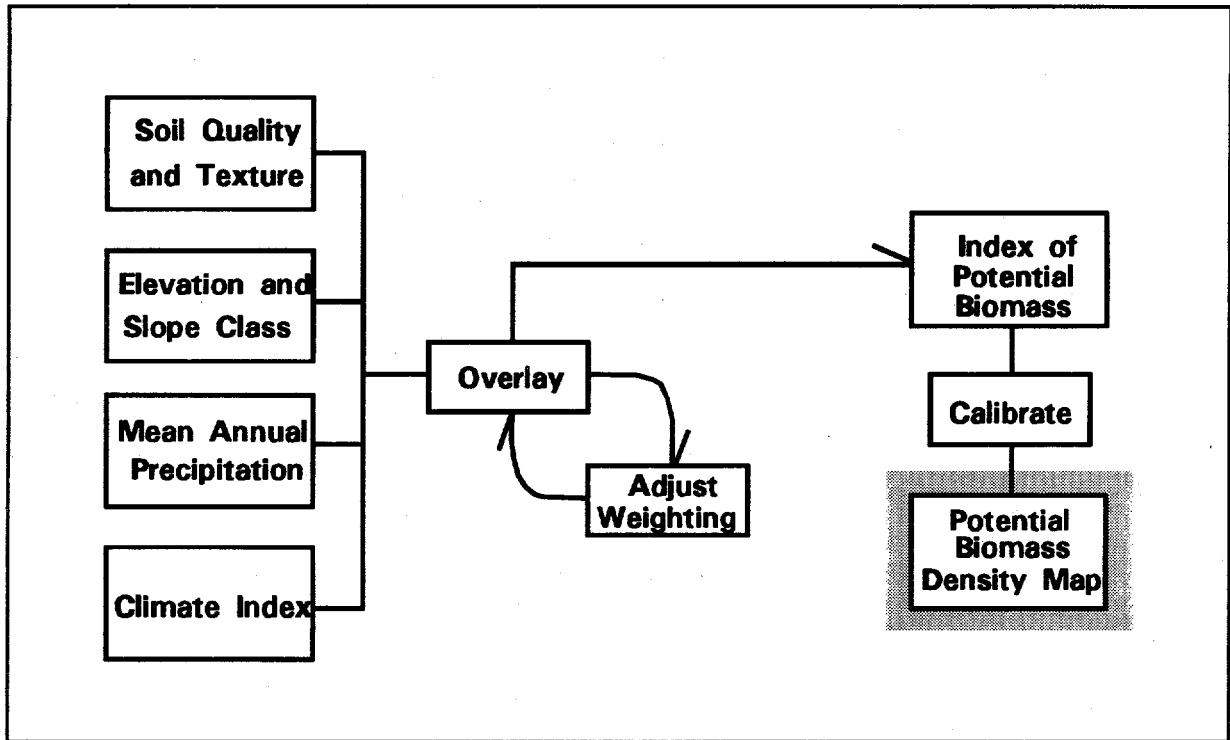 Soil Quality
and Texture
Elevation and
Slope Class
Mean Annual
Precipitation
Climate Index
Overlay
Adjust
Weighting
Index of
Potential
Biomass
Calibrate
Potential
Biomass
Density Map